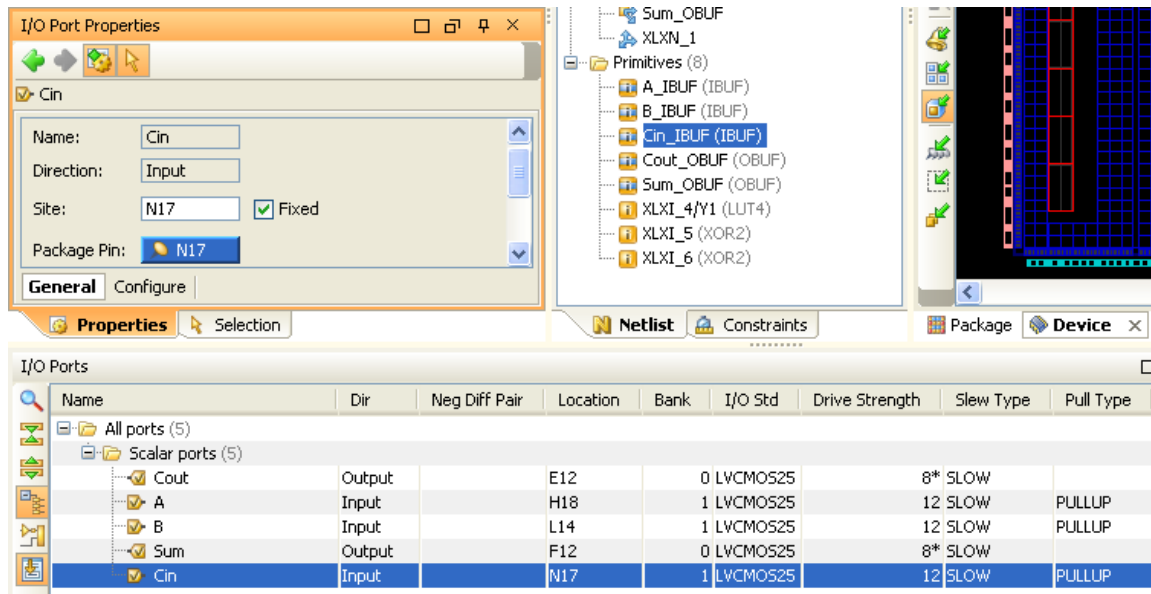 I/O Port Properties
Cin
Name: Cin
Direction: Input
Site: N17 Fixed
Package Pin: N17
General Configure
Properties Selection
Sum_OBUF
XLXN_1
Primitives (8)
A_IBUF (IBUF)
B_IBUF (IBUF)
Cin_IBUF (IBUF)
Cout_OBUF (OBUF)
Sum_OBUF (OBUF)
XLXI_4/Y1 (LUT4)
XLXI_5 (XOR2)
XLXI_6 (XOR2)
Netlist Constraints
Package Device
I/O Ports
Name Dir Neg Diff Pair Location Bank I/O Std Drive Strength Slew Type Pull Type
All ports (5)
Scalar ports (5)
Cout Output E12 0 LVCMOS25 8* SLOW
A Input H18 1 LVCMOS25 12 SLOW PULLUP
B Input L14 1 LVCMOS25 12 SLOW PULLUP
Sum Output F12 0 LVCMOS25 8* SLOW
Cin Input N17 1 LVCMOS25 12 SLOW PULLUP